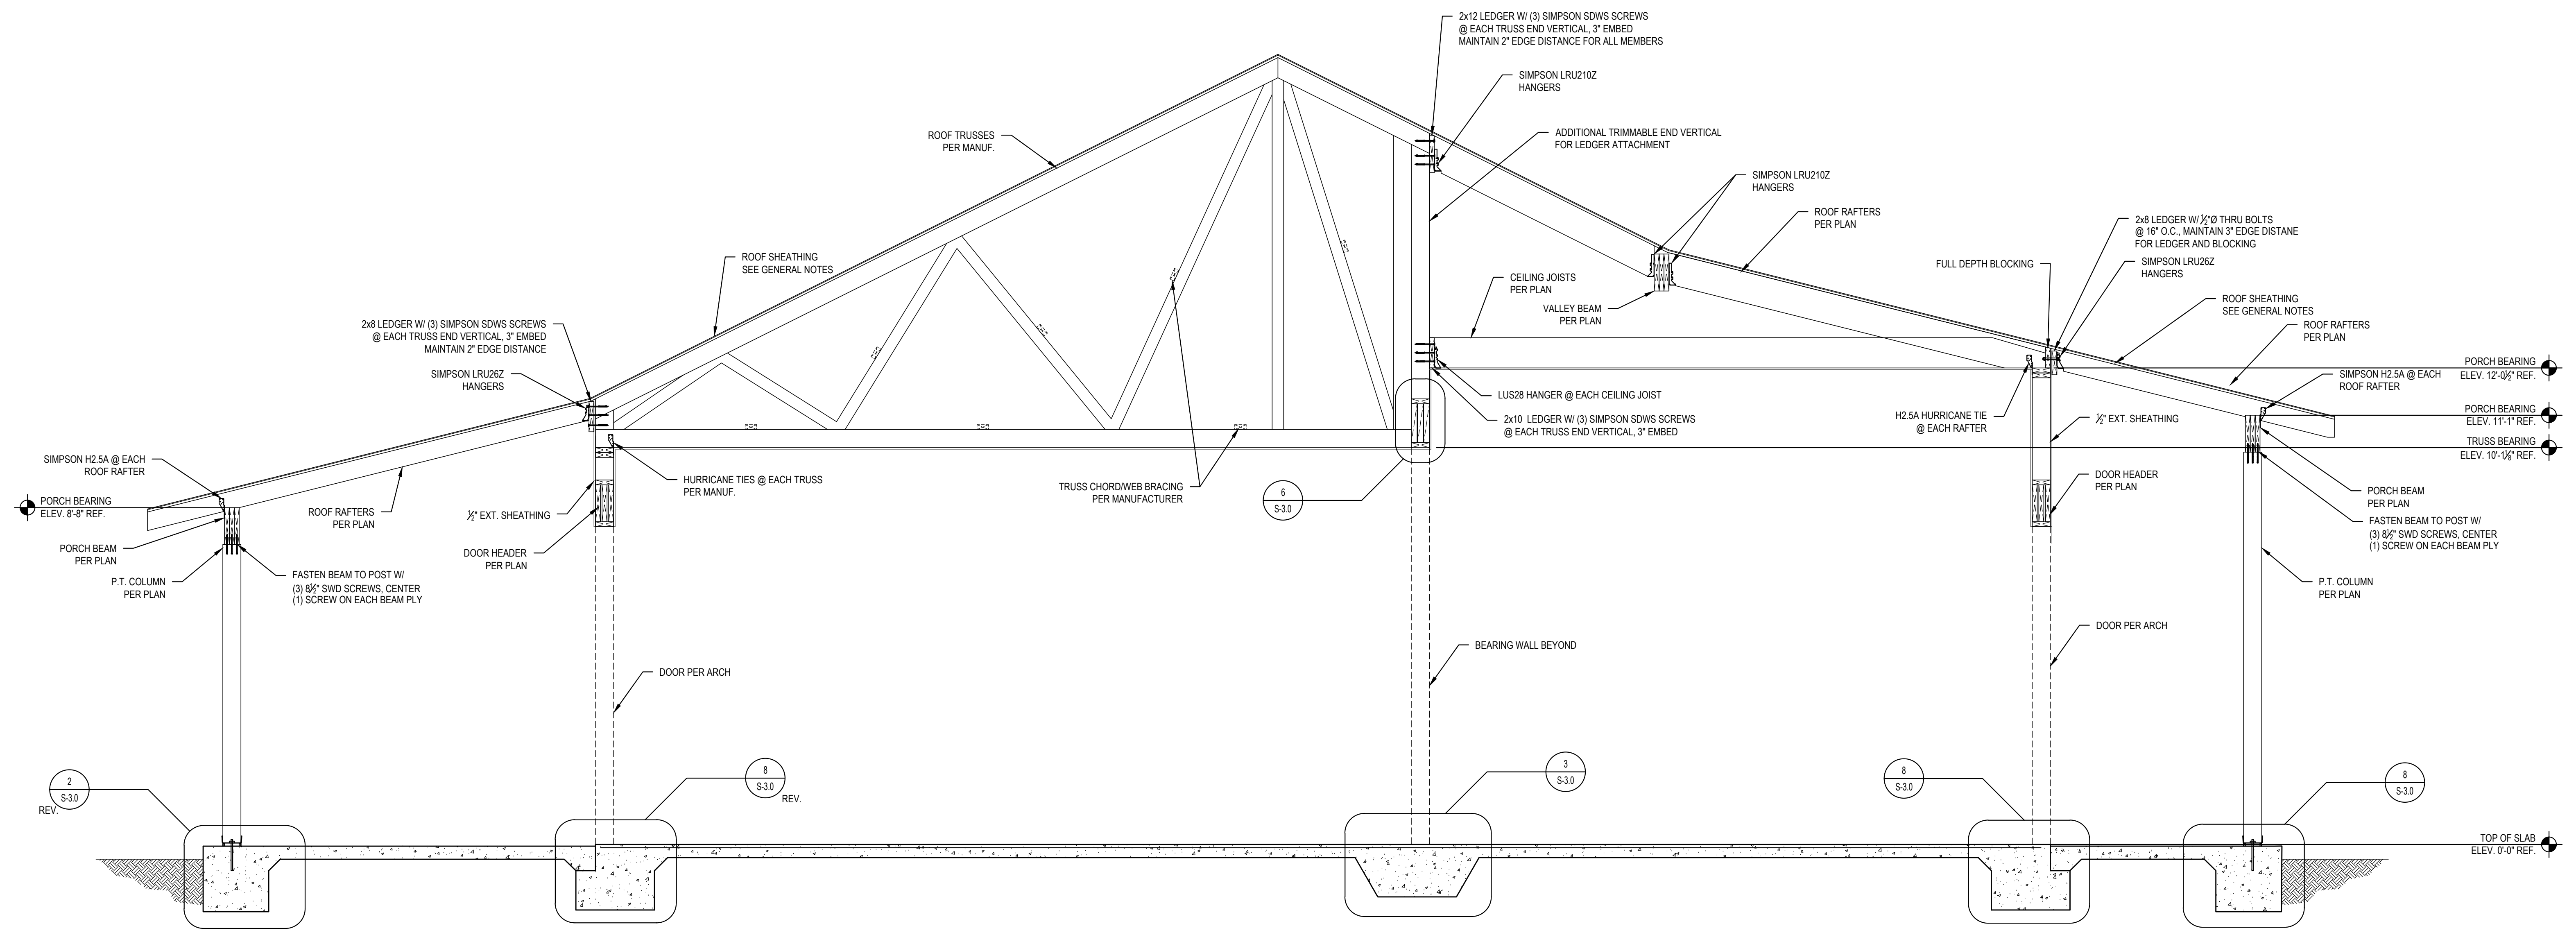 2x12 LEDGER W/ (3) SIMPSON SDWS SCREWS
@ EACH TRUSS END VERTICAL, 3" EMBED
MAINTAIN 2" EDGE DISTANCE FOR ALL MEMBERS
SIMPSON LRU210Z
HANGERS
ROOF TRUSSES
PER MANUF.
ADDITIONAL TRIMMABLE END VERTICAL
FOR LEDGER ATTACHMENT
SIMPSON LRU210Z
HANGERS
ROOF RAFTERS
PER PLAN
2x8 LEDGER W/ ½"Ø THRU BOLTS
@ 16" O.C., MAINTAIN 3" EDGE DISTANE
FOR LEDGER AND BLOCKING
FULL DEPTH BLOCKING
SIMPSON LRU26Z
HANGERS
ROOF SHEATHING
SEE GENERAL NOTES
CEILING JOISTS
PER PLAN
VALLEY BEAM
PER PLAN
ROOF SHEATHING
SEE GENERAL NOTES
ROOF RAFTERS
PER PLAN
2x8 LEDGER W/ (3) SIMPSON SDWS SCREWS
@ EACH TRUSS END VERTICAL, 3" EMBED
MAINTAIN 2" EDGE DISTANCE
SIMPSON LRU26Z
HANGERS
PORCH BEARING
ELEV. 12'-0½" REF.
SIMPSON H2.5A @ EACH
ROOF RAFTER
LUS28 HANGER @ EACH CEILING JOIST
2x10 LEDGER W/ (3) SIMPSON SDWS SCREWS
@ EACH TRUSS END VERTICAL, 3" EMBED
H2.5A HURRICANE TIE
@ EACH RAFTER
½" EXT. SHEATHING
PORCH BEARING
ELEV. 11'-1" REF.
TRUSS BEARING
ELEV. 10'-1⅛" REF.
SIMPSON H2.5A @ EACH
ROOF RAFTER
HURRICANE TIES @ EACH TRUSS
PER MANUF.
TRUSS CHORD/WEB BRACING
PER MANUFACTURER
6
S-3.0
DOOR HEADER
PER PLAN
PORCH BEAM
PER PLAN
PORCH BEARING
ELEV. 8'-8" REF.
ROOF RAFTERS
PER PLAN
½" EXT. SHEATHING
FASTEN BEAM TO POST W/
(3) 8½" SWD SCREWS, CENTER
(1) SCREW ON EACH BEAM PLY
PORCH BEAM
PER PLAN
DOOR HEADER
PER PLAN
P.T. COLUMN
PER PLAN
FASTEN BEAM TO POST W/
(3) 8½" SWD SCREWS, CENTER
(1) SCREW ON EACH BEAM PLY
P.T. COLUMN
PER PLAN
DOOR PER ARCH
BEARING WALL BEYOND
DOOR PER ARCH
2
S-3.0
REV.
8
S-3.0
REV.
3
S-3.0
8
S-3.0
8
S-3.0
TOP OF SLAB
ELEV. 0'-0" REF.